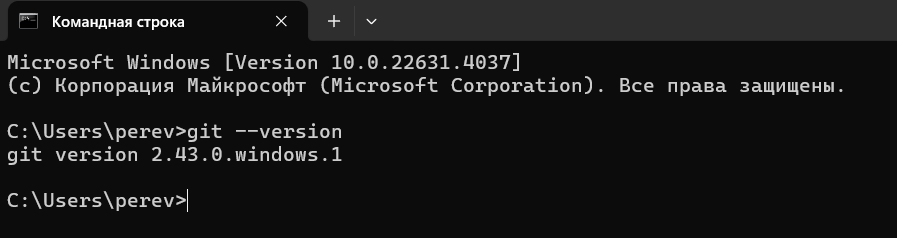 Командная строка
Microsoft Windows [Version 10.0.22631.4037]
(c) Корпорация Майкрософт (Microsoft Corporation). Все права защищены.
C:\Users\perev>git --version
git version 2.43.0.windows.1
C:\Users\perev>